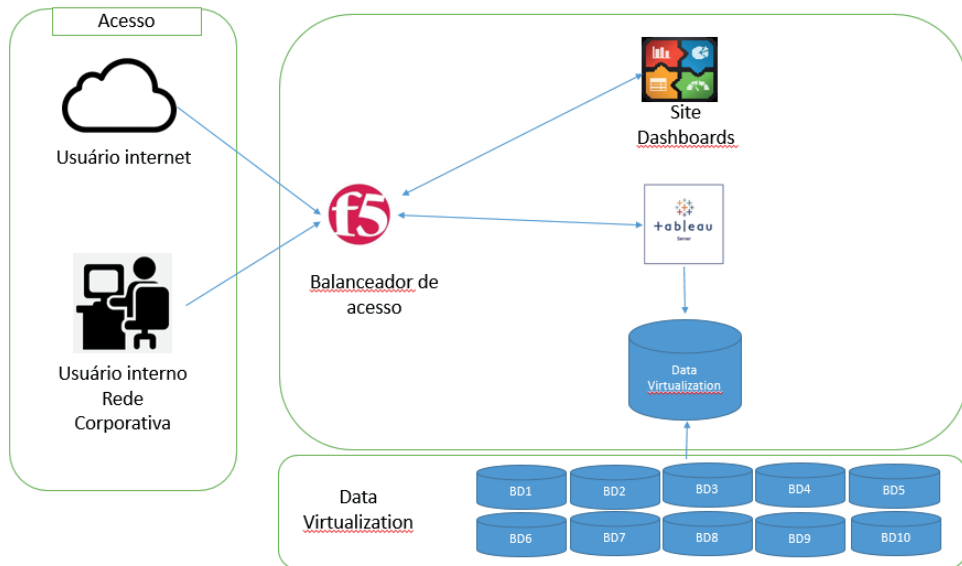 Acesso
Usuário internet
Usuário interno
Rede
Corporativa
f5
Balanceador de
acesso
Site
Dashboards
+ableau
Server
Data
Virtualization
Data
Virtualization
BD1
BD2
BD3
BD4
BD5
BD6
BD7
BD8
BD9
BD10